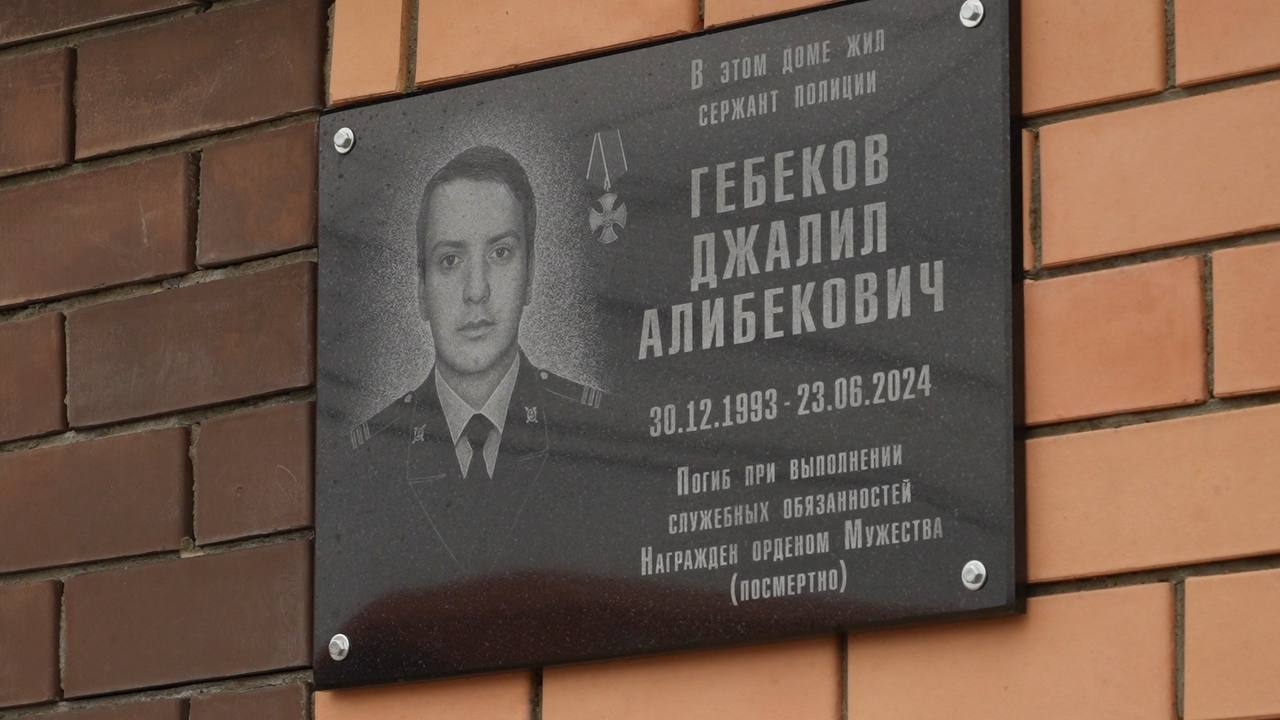 В этом доме жил
сержант полиции
ГЕБЕКОВ
ДЖАЛИЛ
АЛИБЕКОВИЧ
30.12.1993 - 23.06.2024
Погиб при выполнении
служебных обязанностей
Награжден орденом Мужества
(посмертно)